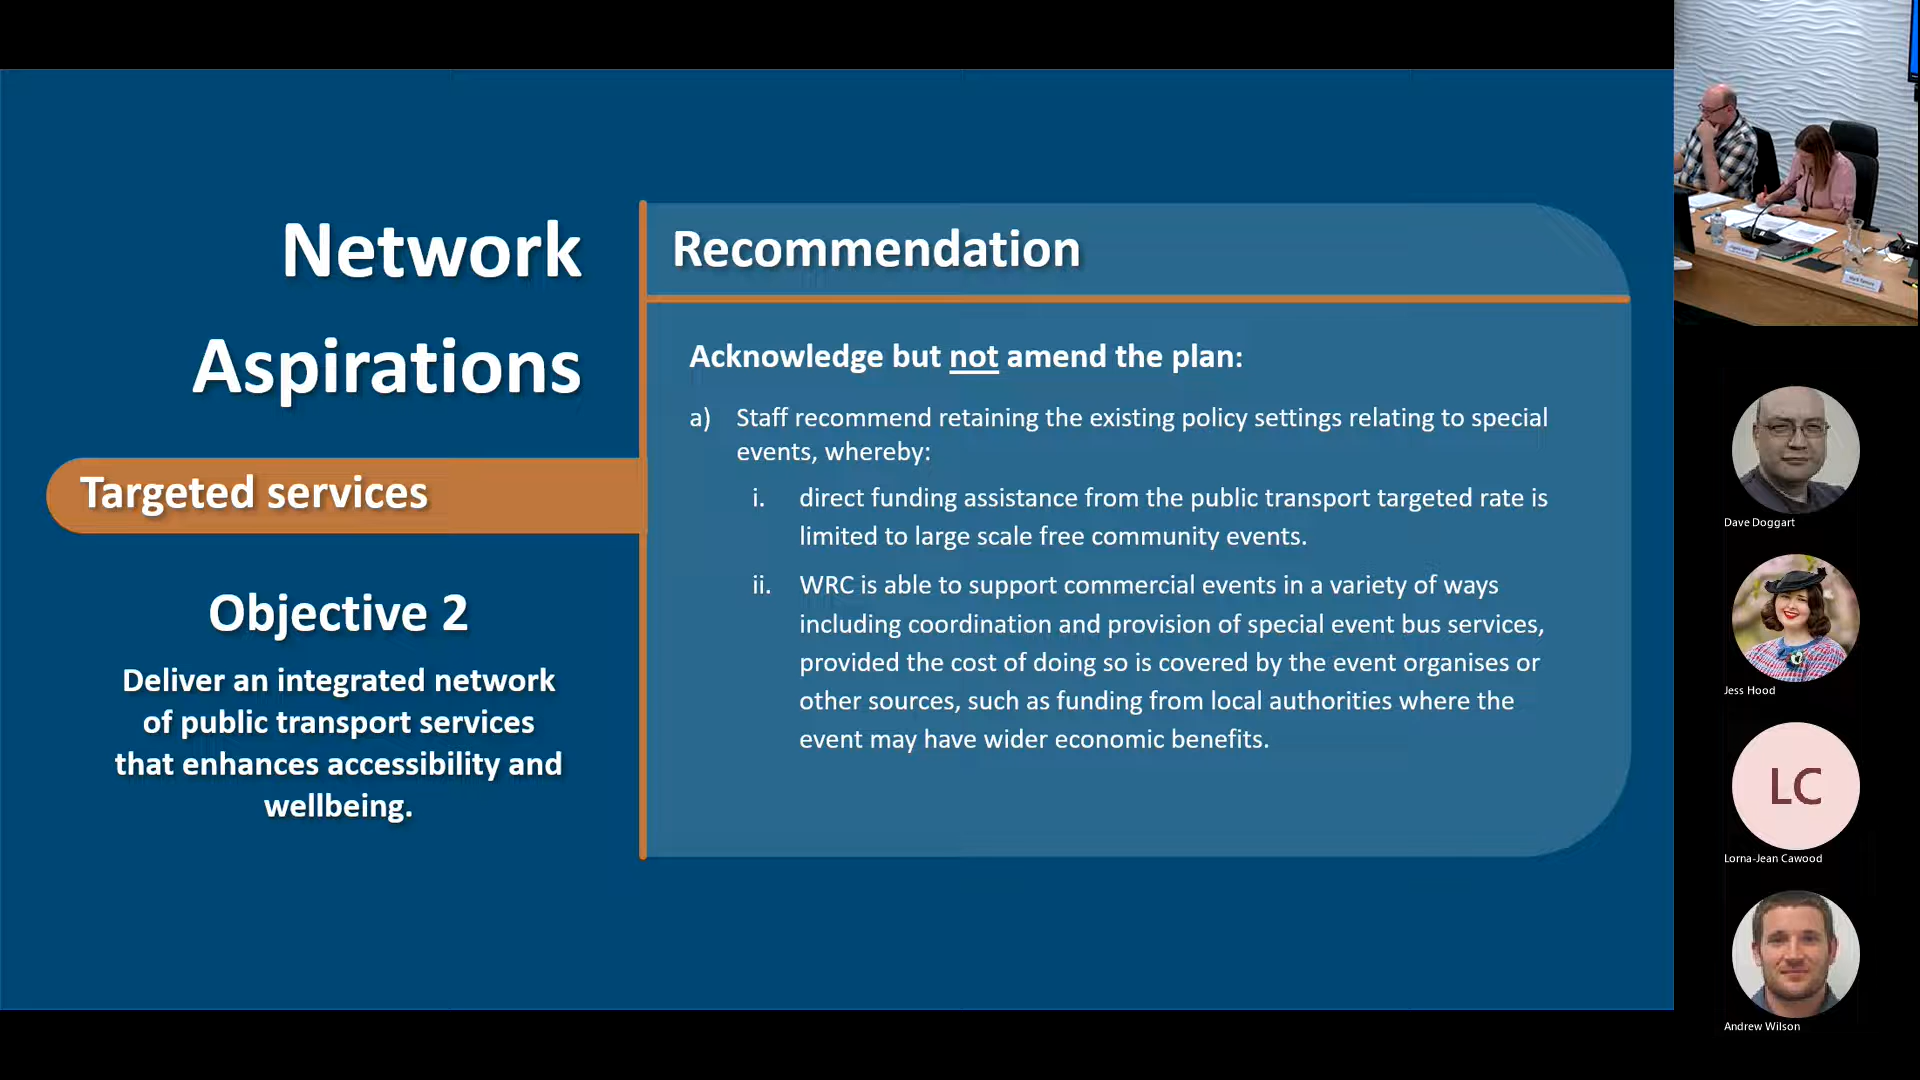 Network
Aspirations
Targeted services
Objective 2
Deliver an integrated network
of public transport services
that enhances accessibility and
wellbeing.
Recommendation
Acknowledge but not amend the plan:
a) Staff recommend retaining the existing policy settings relating to special
events, whereby:
i. direct funding assistance from the public transport targeted rate is
limited to large scale free community events.
ii. WRC is able to support commercial events in a variety of ways
including coordination and provision of special event bus services,
provided the cost of doing so is covered by the event organises or
other sources, such as funding from local authorities where the
event may have wider economic benefits.
Dave Doggart
Jess Hood
LC
Lorna-Jean Cawood
Andrew Wilson